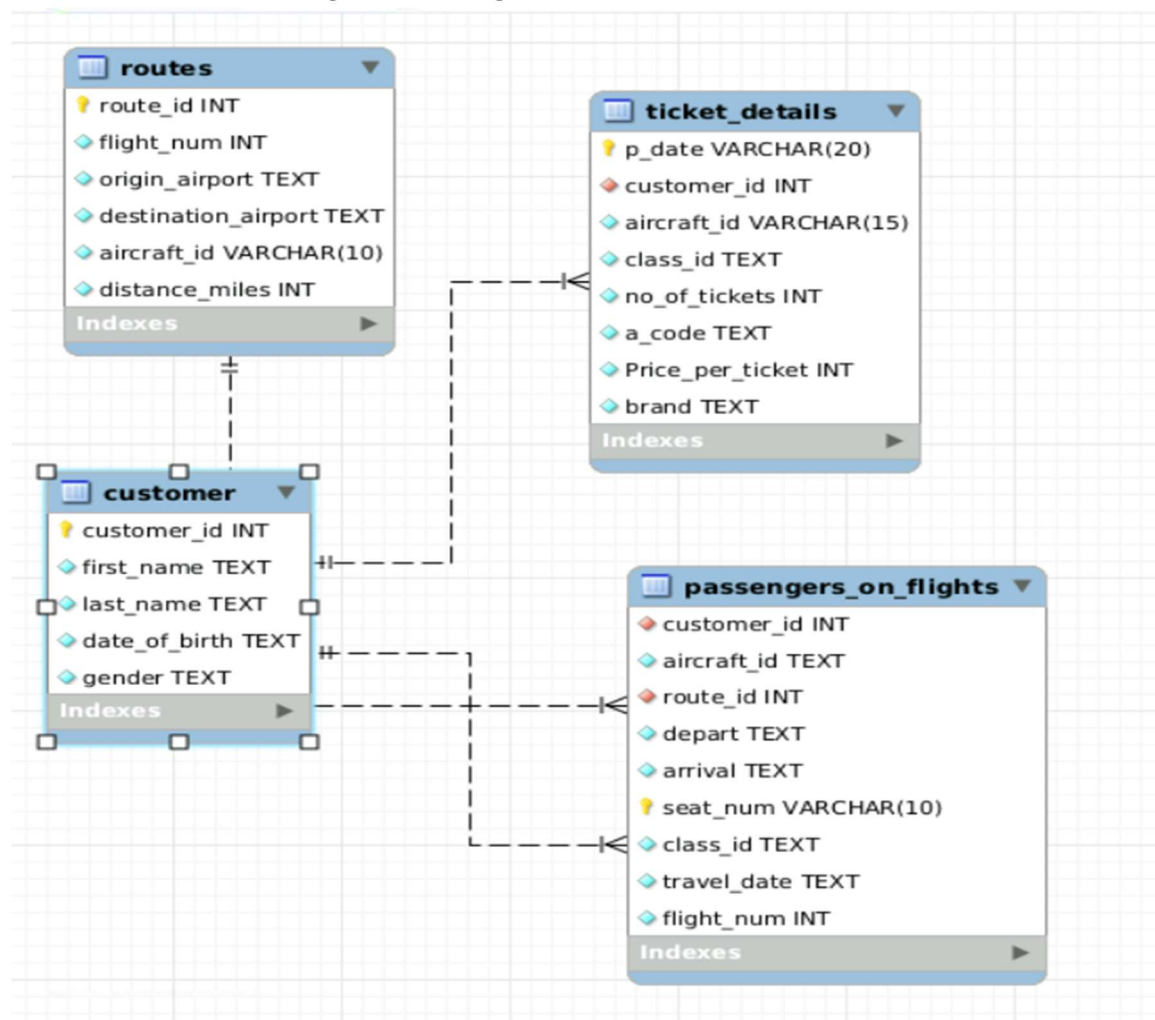 routes
route_id INT
flight_num INT
origin_airport TEXT
destination_airport TEXT
aircraft_id VARCHAR(10)
distance_miles INT
Indexes
ticket_details
p_date VARCHAR(20)
customer_id INT
aircraft_id VARCHAR(15)
class_id TEXT
no_of_tickets INT
a_code TEXT
Price_per_ticket INT
brand TEXT
Indexes
customer
customer_id INT
first_name TEXT
last_name TEXT
date_of_birth TEXT
gender TEXT
Indexes
passengers_on_flights
customer_id INT
aircraft_id TEXT
route_id INT
depart TEXT
arrival TEXT
seat_num VARCHAR(10)
class_id TEXT
travel_date TEXT
flight_num INT
Indexes